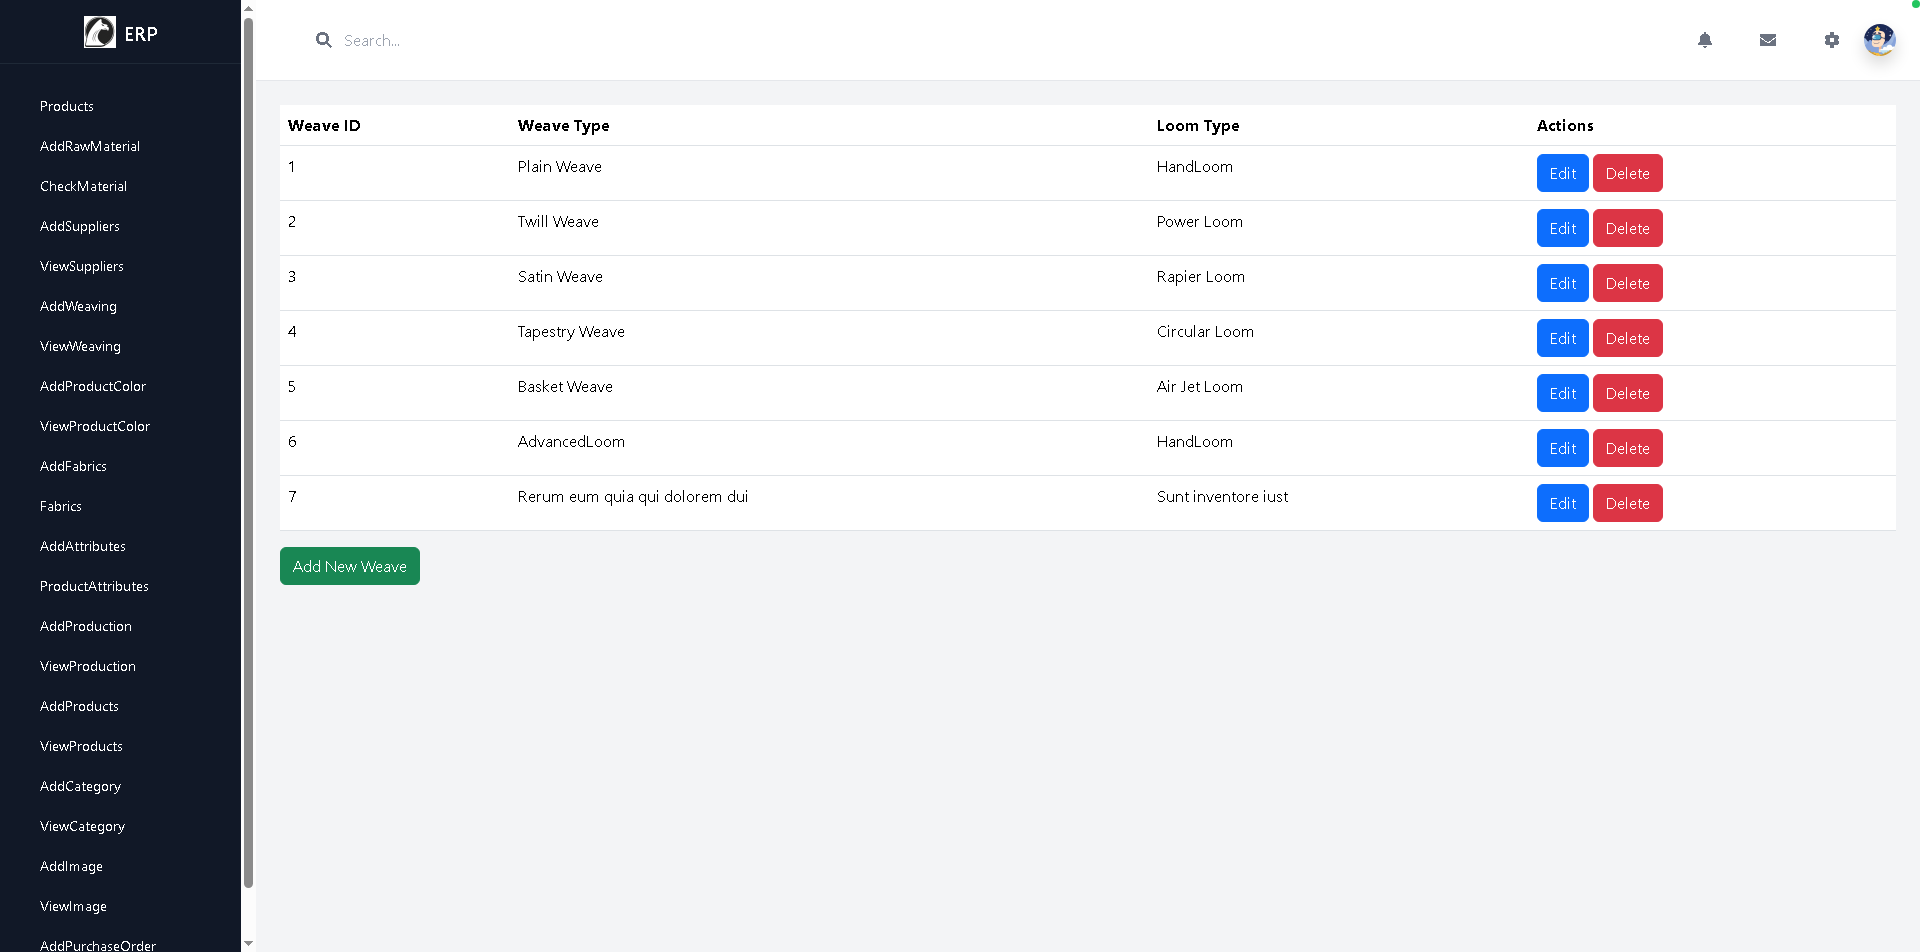 ERP
Search...
Products
AddRawMaterial
CheckMaterial
AddSuppliers
ViewSuppliers
AddWeaving
ViewWeaving
AddProductColor
ViewProductColor
AddFabrics
Fabrics
AddAttributes
ProductAttributes
AddProduction
ViewProduction
AddProducts
ViewProducts
AddCategory
ViewCategory
AddImage
ViewImage
AddPurchaseOrder
Weave ID Weave Type Loom Type Actions
1 Plain Weave HandLoom Edit Delete
2 Twill Weave Power Loom Edit Delete
3 Satin Weave Rapier Loom Edit Delete
4 Tapestry Weave Circular Loom Edit Delete
5 Basket Weave Air Jet Loom Edit Delete
6 AdvancedLoom HandLoom Edit Delete
7 Rerum eum quia qui dolorem dui Sunt inventore iust Edit Delete
Add New Weave